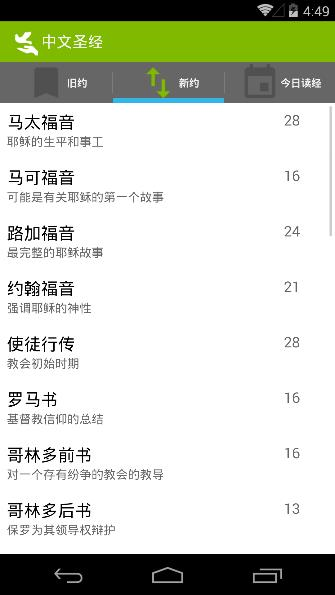 4:49
中文圣经
旧约
新约
今日读经
马太福音 28
耶稣的生平和事工
马可福音 16
可能是有关耶稣的第一个故事
路加福音 24
最完整的耶稣故事
约翰福音 21
强调耶稣的神性
使徒行传 28
教会初始时期
罗马书 16
基督教信仰的总结
哥林多前书 16
对一个存有纷争的教会的教导
哥林多后书 13
保罗为其领导权辩护